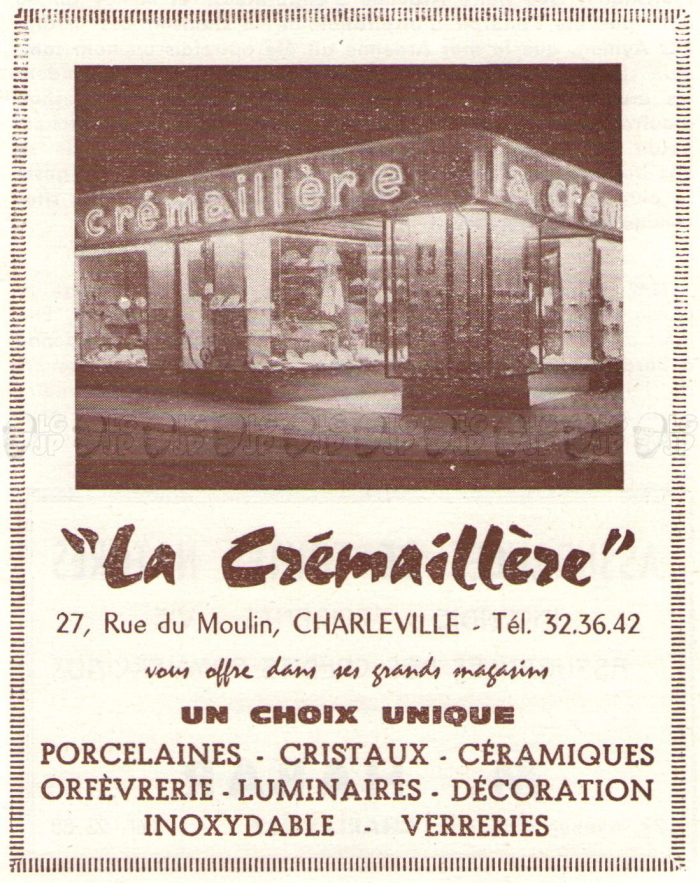 crémaillère la crém
"La Crémaillère"
27, Rue du Moulin, CHARLEVILLE - Tél. 32.36.42
vous offre dans ses grands magasins
UN CHOIX UNIQUE
PORCELAINES - CRISTAUX - CÉRAMIQUES
ORFÈVRERIE - LUMINAIRES - DÉCORATION
INOXYDABLE - VERRERIES